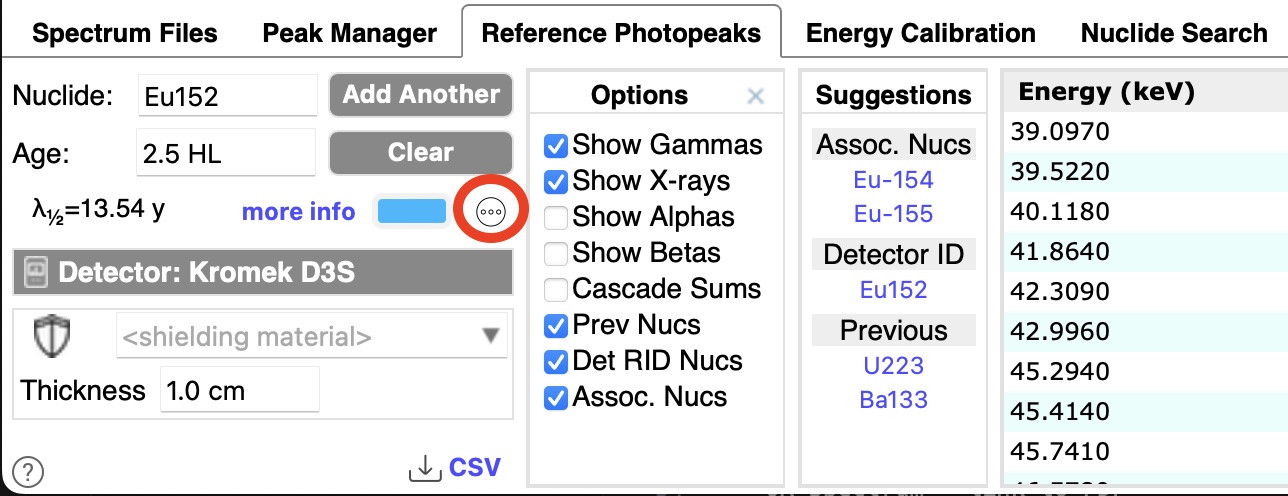 Spectrum Files Peak Manager Reference Photopeaks Energy Calibration Nuclide Search
Nuclide: Eu152 Add Another
Age: 2.5 HL Clear
λ½=13.54 y more info
Detector: Kromek D3S
<shielding material>
Thickness 1.0 cm
? CSV
Options ×
Show Gammas
Show X-rays
Show Alphas
Show Betas
Cascade Sums
Prev Nucs
Det RID Nucs
Assoc. Nucs
Suggestions
Assoc. Nucs
Eu-154
Eu-155
Detector ID
Eu152
Previous
U223
Ba133
Energy (keV)
39.0970
39.5220
40.1180
41.8640
42.3090
42.9960
45.2940
45.4140
45.7410